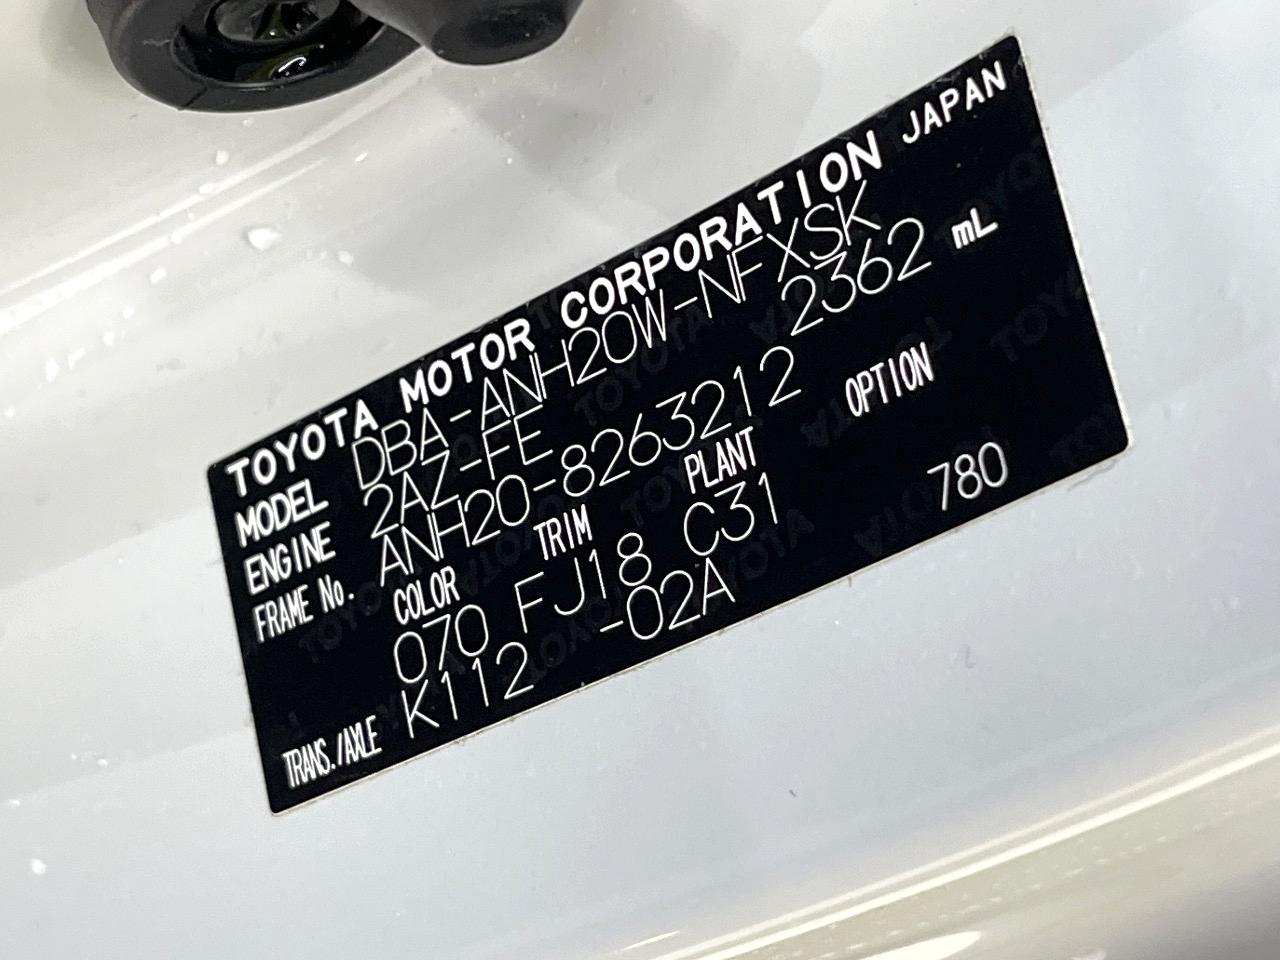 TOYOTA MOTOR CORPORATION JAPAN
MODEL DBA-ANH20W-NFXSK
ENGINE 2AZ-FE 2362 mL
FRAME No. ANH20-8263212
COLOR TRIM PLANT OPTION
070 FJ18 C31 780
TRANS./AXLE K112 -02A